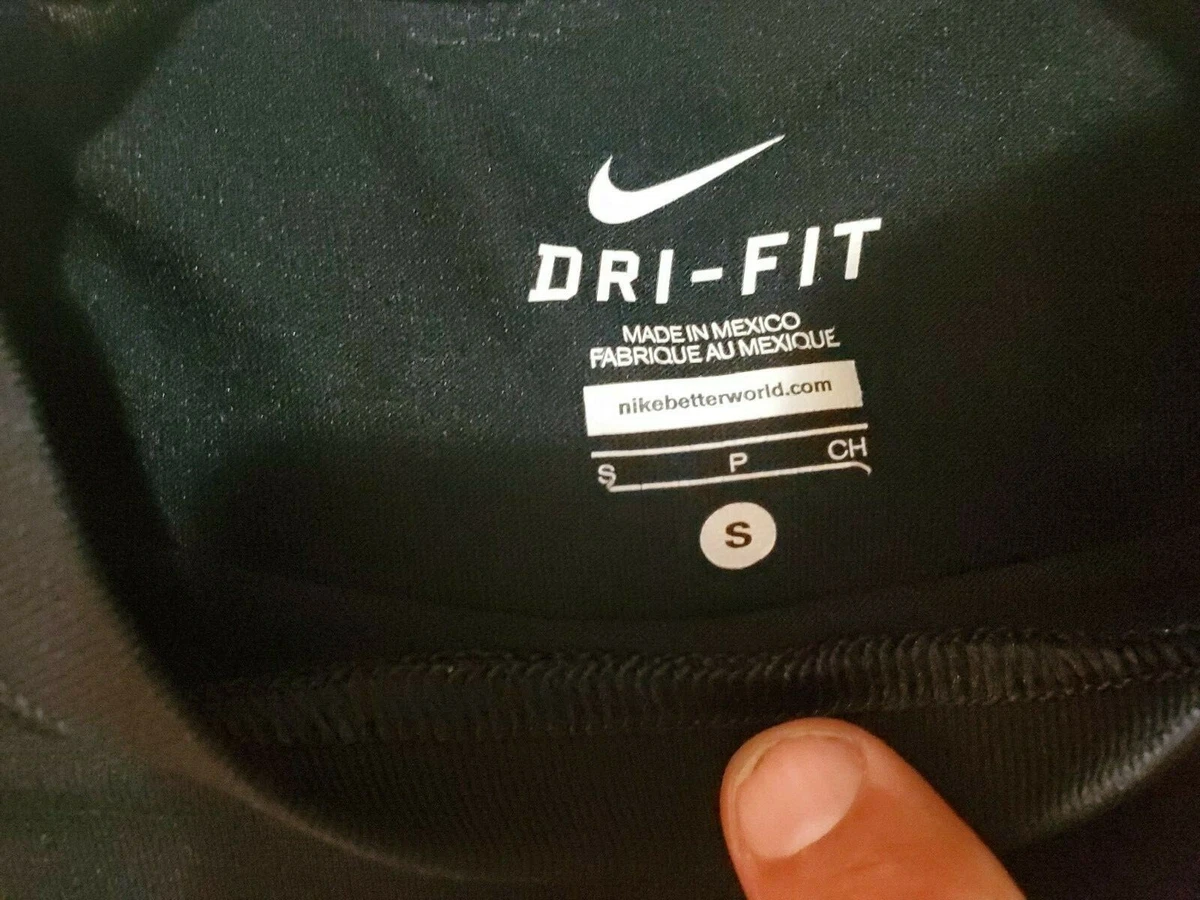 DRI-FIT
MADE IN MEXICO
FABRIQUE AU MEXIQUE
nikebetterworld.com
S P CH
S